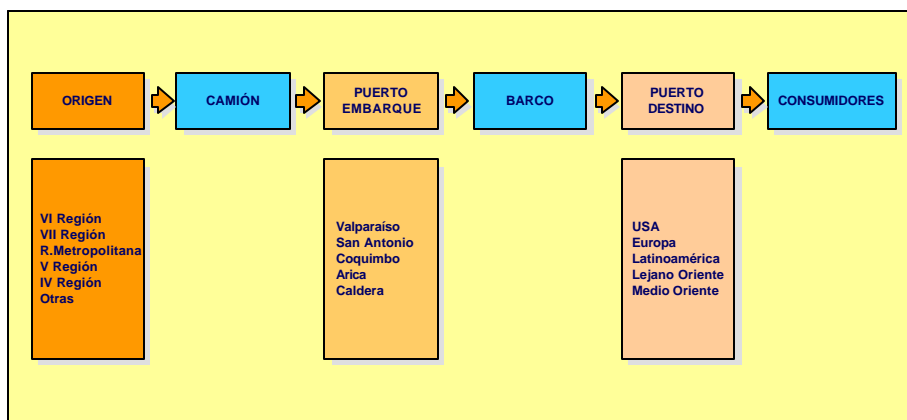 ORIGEN
CAMIÓN
PUERTO
EMBARQUE
BARCO
PUERTO
DESTINO
CONSUMIDORES
VI Región
VII Región
R.Metropolitana
V Región
IV Región
Otras
Valparaíso
San Antonio
Coquimbo
Arica
Caldera
USA
Europa
Latinoamérica
Lejano Oriente
Medio Oriente